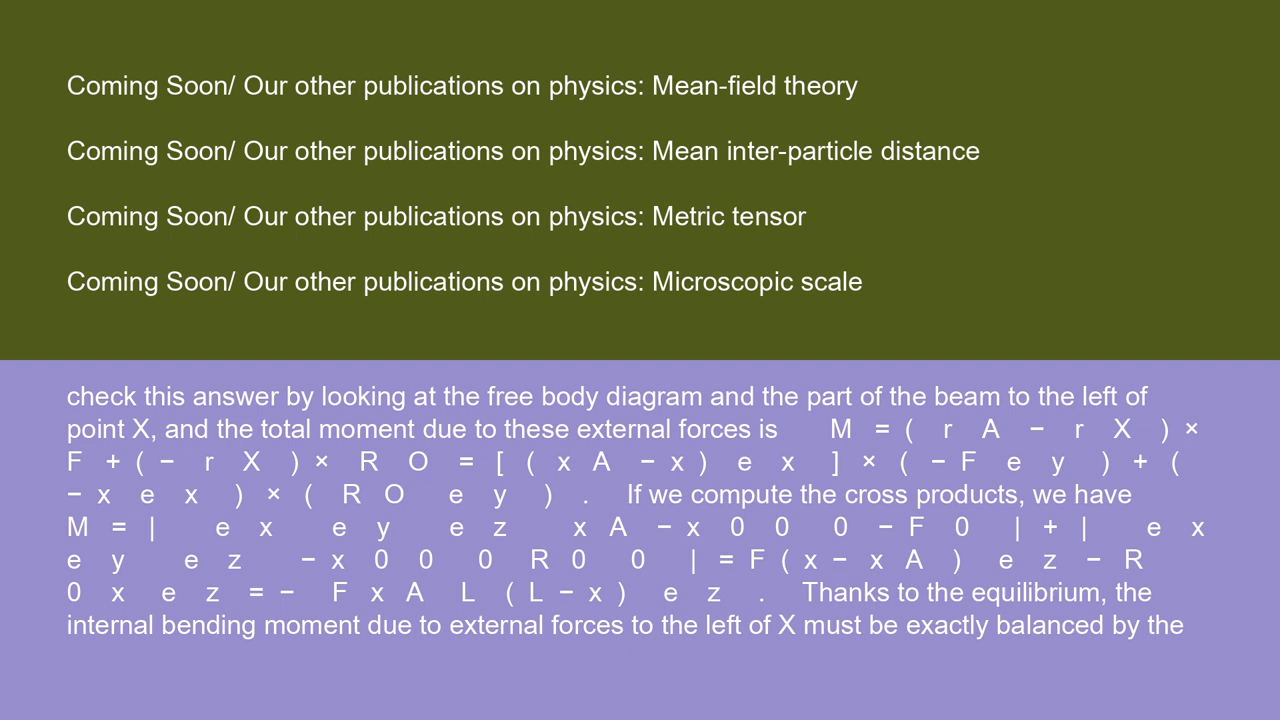 Coming Soon/ Our other publications on physics: Mean-field theory
Coming Soon/ Our other publications on physics: Mean inter-particle distance
Coming Soon/ Our other publications on physics: Metric tensor
Coming Soon/ Our other publications on physics: Microscopic scale
check this answer by looking at the free body diagram and the part of the beam to the left of
point X, and the total moment due to these external forces is M = ( r A − r X ) ×
F + ( − r X ) × R O = [ ( x A − x ) e x ] × ( − F e y ) + (
− x e x ) × ( R O e y ) . If we compute the cross products, we have
M = | e x e y e z x A − x 0 0 0 − F 0 | + | e x
e y e z − x 0 0 0 R 0 0 | = F ( x − x A ) e z − R
0 x e z = − F x A L ( L − x ) e z . Thanks to the equilibrium, the
internal bending moment due to external forces to the left of X must be exactly balanced by the